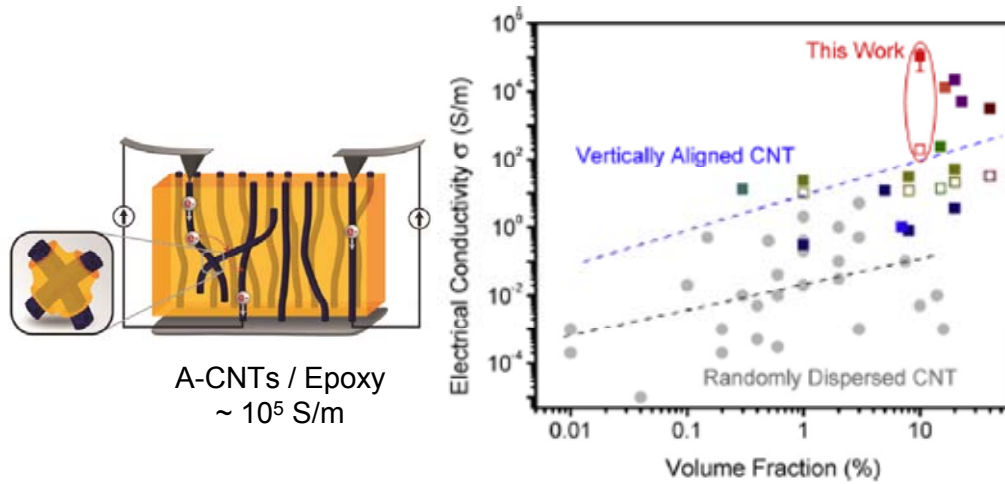 A-CNTs / Epoxy
~ 10⁵ S/m
Electrical Conductivity σ (S/m)
10⁶
10⁴
10²
10⁰
10⁻²
10⁻⁴
This Work
Vertically Aligned CNT
Randomly Dispersed CNT
0.01 0.1 1 10
Volume Fraction (%)